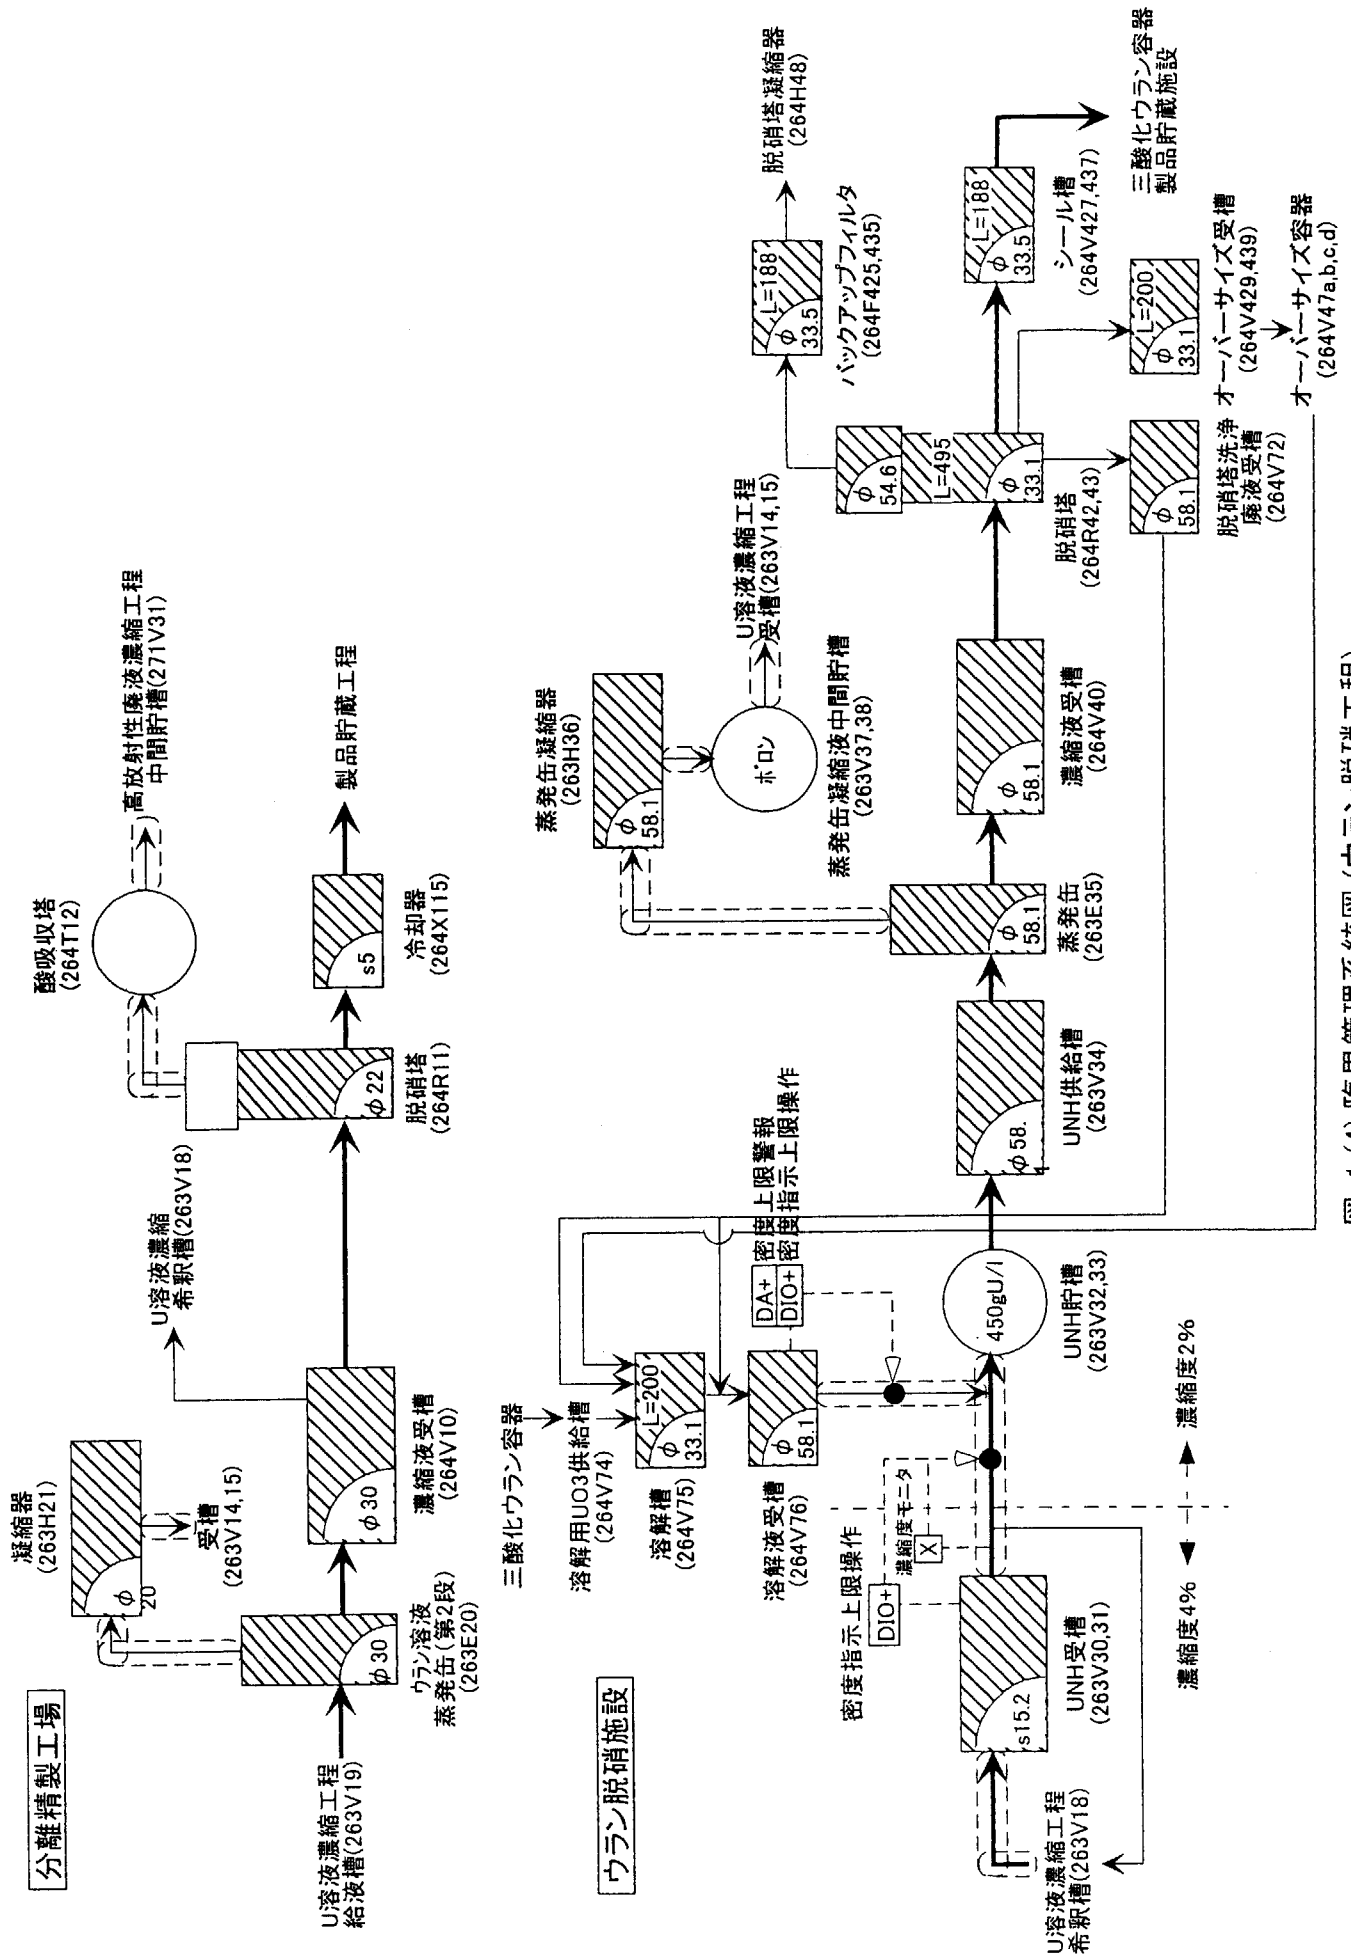 分離精製工場
U溶液濃縮工程
給液槽(263V19)
ウラン溶液
蒸発缶(第2段)
(263E20)
φ30
凝縮器
(263H21)
φ
20
受槽
(263V14,15)
濃縮液受槽
(264V10)
φ30
U溶液濃縮
希釈槽(263V18)
脱硝塔
(264R11)
φ22
酸吸収塔
(264T12)
高放射性廃液濃縮工程
中間貯槽(271V31)
冷却器
(264X115)
s5
製品貯蔵工程
ウラン脱硝施設
U溶液濃縮工程
希釈槽(263V18)
UNH受槽
(263V30,31)
s15.2
密度指示上限操作
DIO+
濃縮度モニタ
X
濃縮度4%
濃縮度2%
三酸化ウラン容器
溶解用UO3供給槽
(264V74)
溶解槽
(264V75)
L=200
φ
33.1
溶解液受槽
(264V76)
φ
58.1
密度上限警報
密度指示上限操作
DA+
DIO+
UNH貯槽
(263V32,33)
450gU/l
UNH供給槽
(263V34)
φ58.
1
蒸発缶
(263E35)
φ
58.1
蒸発缶凝縮器
(263H36)
φ
58.1
ボロン
蒸発缶凝縮液中間貯槽
(263V37,38)
U溶液濃縮工程
受槽(263V14,15)
濃縮液受槽
(264V40)
φ
58.1
脱硝塔
(264R42,43)
φ
54.6
L=495
φ
33.1
バックアップフィルタ
(264F425,435)
L=188
φ
33.5
脱硝塔凝縮器
(264H48)
シール槽
(264V427,437)
L=188
φ
33.5
三酸化ウラン容器
製品貯蔵施設
脱硝塔洗浄
廃液受槽
(264V72)
φ
58.1
オーバーサイズ受槽
(264V429,439)
L=200
φ
33.1
オーバーサイズ容器
(264V47a,b,c,d)
(4) 臨界管理系統図(ウラン脱硝工程)